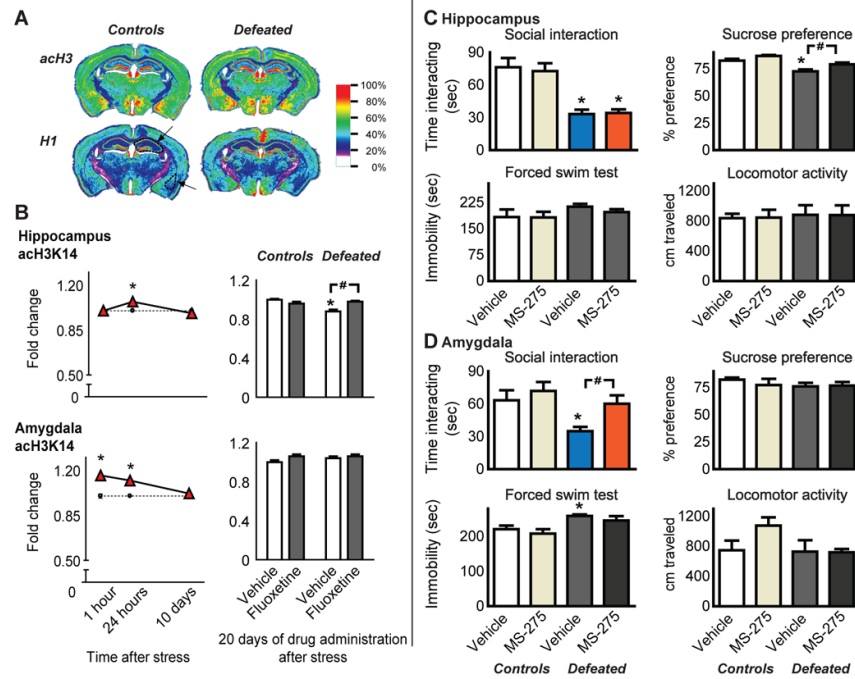 A
Controls Defeated
acH3
H1
100%
80%
60%
40%
20%
0%
B
Hippocampus
acH3K14
Fold change
1.20
0.85
0.50
0
*
Controls Defeated
1.2
0.4
0
* #
Amygdala
acH3K14
Fold change
1.20
0.85
0.50
0
* *
1 hour
24 hours
10 days
Time after stress
1.2
0.8
0.4
0
Vehicle
Fluoxetine
Vehicle
Fluoxetine
20 days of drug administration
after stress
C Hippocampus
Social interaction
Time interacting
(sec)
90
60
30
0
* *
Sucrose preference
% preference
75
50
25
0
* #
Forced swim test
Immobility (sec)
225
150
75
0
Vehicle
MS-275
Vehicle
MS-275
Locomotor activity
cm traveled
1200
800
400
0
Vehicle
MS-275
Vehicle
MS-275
D Amygdala
Social interaction
Time interacting
(sec)
90
60
30
0
* #
Sucrose preference
% preference
75
50
25
0
Forced swim test
Immobility (sec)
200
100
0
*
Vehicle
MS-275
Vehicle
MS-275
Controls Defeated
Locomotor activity
cm traveled
1200
800
400
0
Vehicle
MS-275
Vehicle
MS-275
Controls Defeated